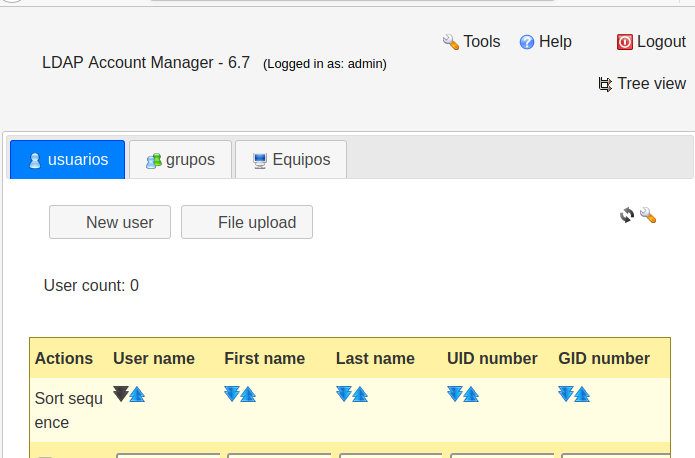 Tools Help Logout
LDAP Account Manager - 6.7 (Logged in as: admin)
Tree view
usuarios grupos Equipos
New user File upload
User count: 0
Actions User name First name Last name UID number GID number
Sort sequ
ence